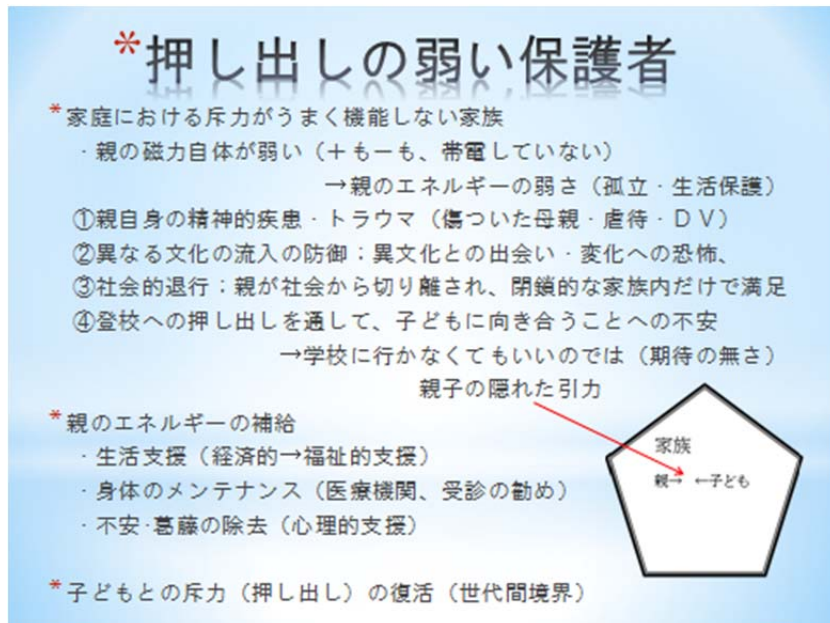 *押し出しの弱い保護者
*家庭における斥力がうまく機能しない家族
・親の磁力自体が弱い（＋もーも、帯電していない）
→親のエネルギーの弱さ（孤立・生活保護）
①親自身の精神的疾患・トラウマ（傷ついた母親・虐待・ＤＶ）
②異なる文化の流入の防御：異文化との出会い・変化への恐怖、
③社会的退行：親が社会から切り離され、閉鎖的な家族内だけで満足
④登校への押し出しを通して、子どもに向き合うことへの不安
→学校に行かなくてもいいのでは（期待の無さ）
親子の隠れた引力
*親のエネルギーの補給
・生活支援（経済的→福祉的支援）
・身体のメンテナンス（医療機関、受診の勧め）
・不安・葛藤の除去（心理的支援）
家族
親→ ←子ども
*子どもとの斥力（押し出し）の復活（世代間境界）